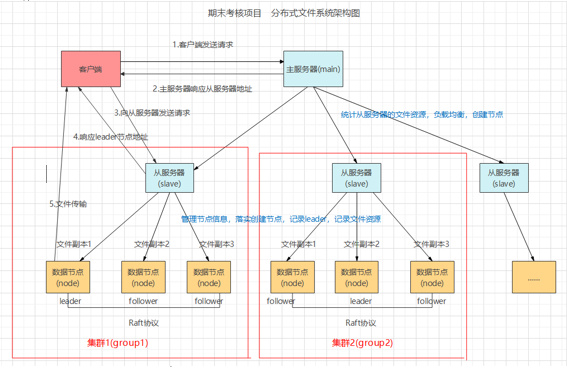 期末考核项目 分布式文件系统架构图
1.客户端发送请求
客户端
主服务器(main)
2.主服务器响应从服务器地址
3.向从服务器发送请求
统计从服务器的文件资源，负载均衡，创建节点
4.响应leader节点地址
从服务器
(slave)
从服务器
(slave)
从服务器
(slave)
5.文件传输
管理节点信息，落实创建节点，记录leader，记录文件资源
文件副本1
文件副本2
文件副本3
文件副本1
文件副本2
文件副本3
数据节点
(node)
数据节点
(node)
数据节点
(node)
数据节点
(node)
数据节点
(node)
数据节点
(node)
......
leader
follower
follower
follower
leader
follower
Raft协议
Raft协议
集群1(group1)
集群2(group2)